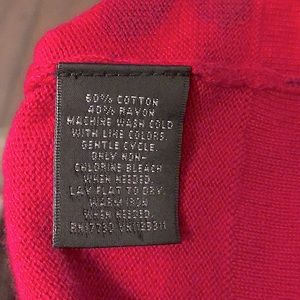 60% COTTON
40% RAYON
MACHINE WASH COLD
WITH LIKE COLORS.
GENTLE CYCLE.
ONLY NON-
CHLORINE BLEACH
WHEN NEEDED.
LAY FLAT TO DRY.
WARM IRON
WHEN NEEDED.